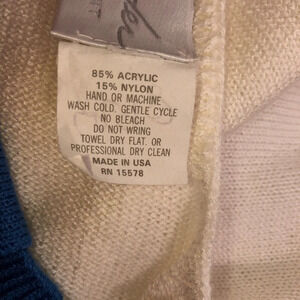 85% ACRYLIC
15% NYLON
HAND OR MACHINE
WASH COLD. GENTLE CYCLE
NO BLEACH
DO NOT WRING
TOWEL DRY FLAT. OR
PROFESSIONAL DRY CLEAN
MADE IN USA
RN 15578